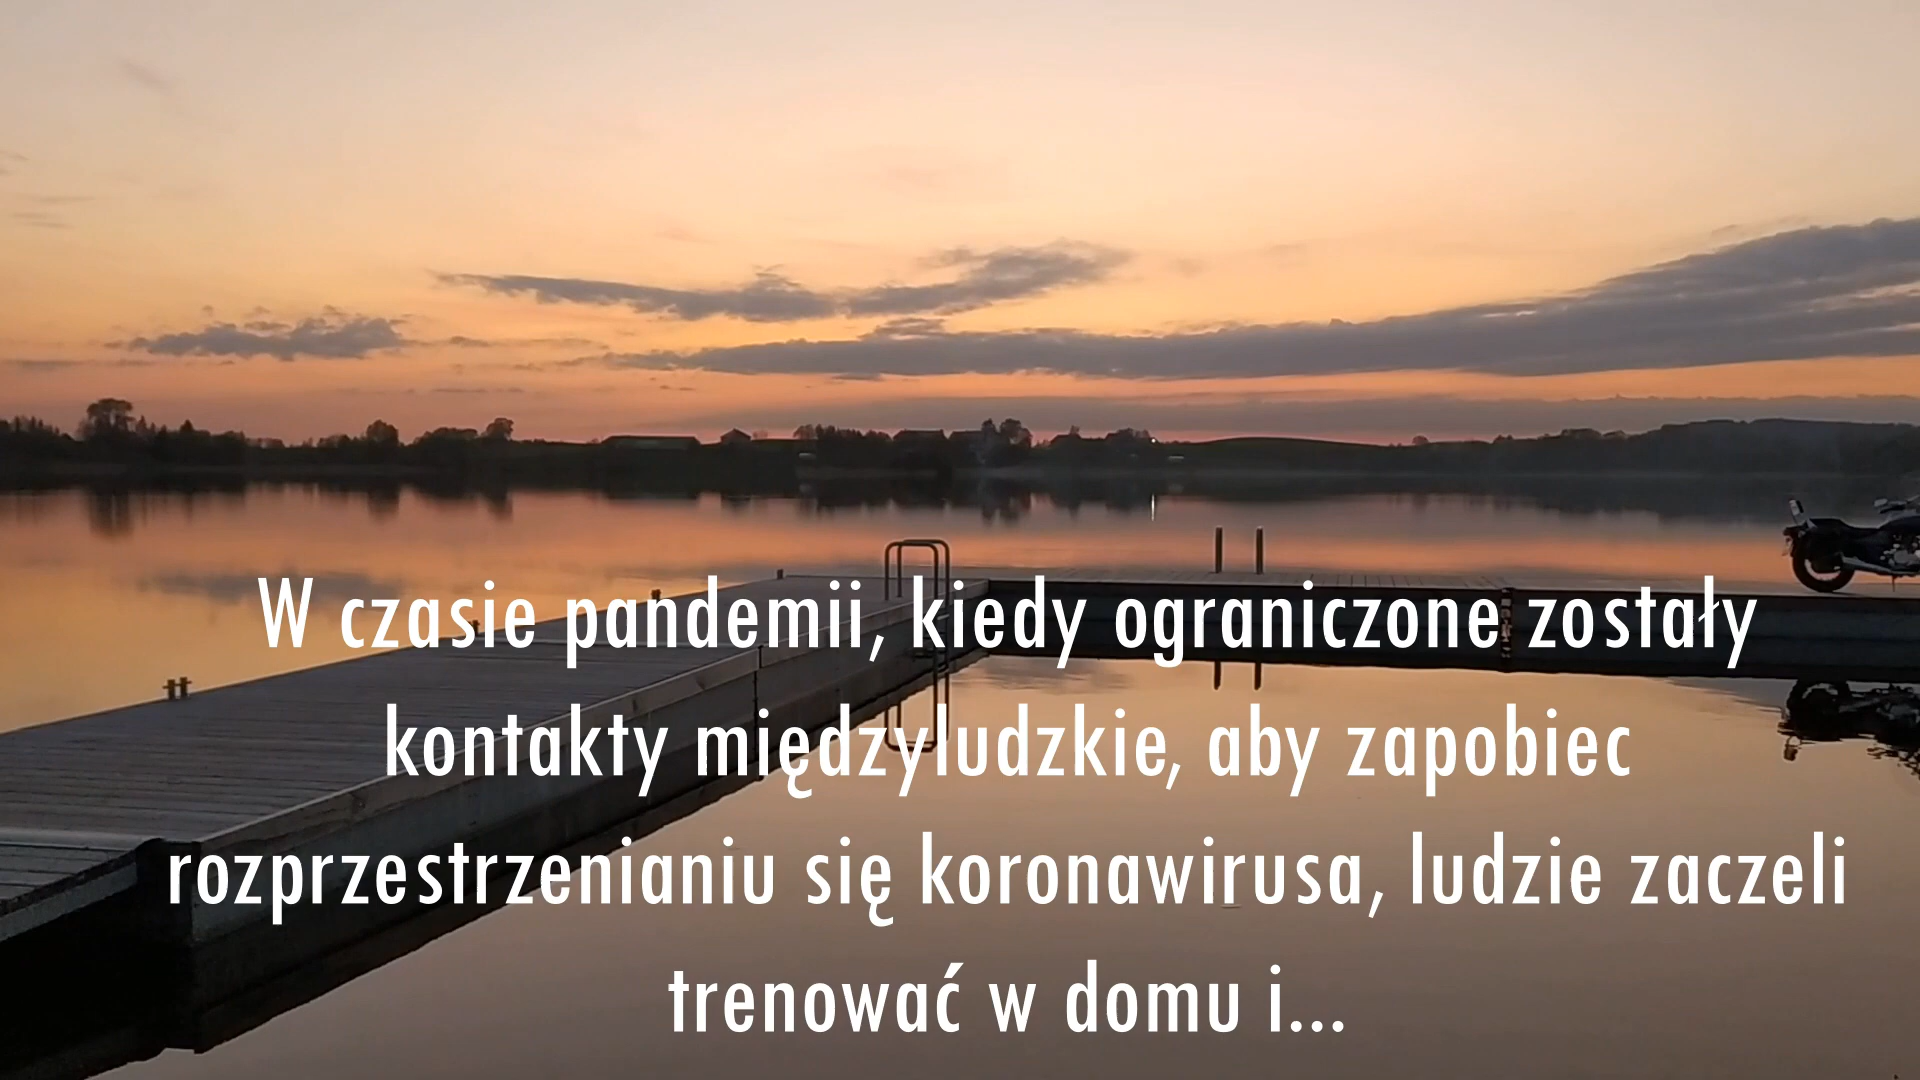 W czasie pandemii, kiedy ograniczone zostały
kontakty międzyludzkie, aby zapobiec
rozprzestrzenianiu się koronawirusa, ludzie zaczeli
trenować w domu i...